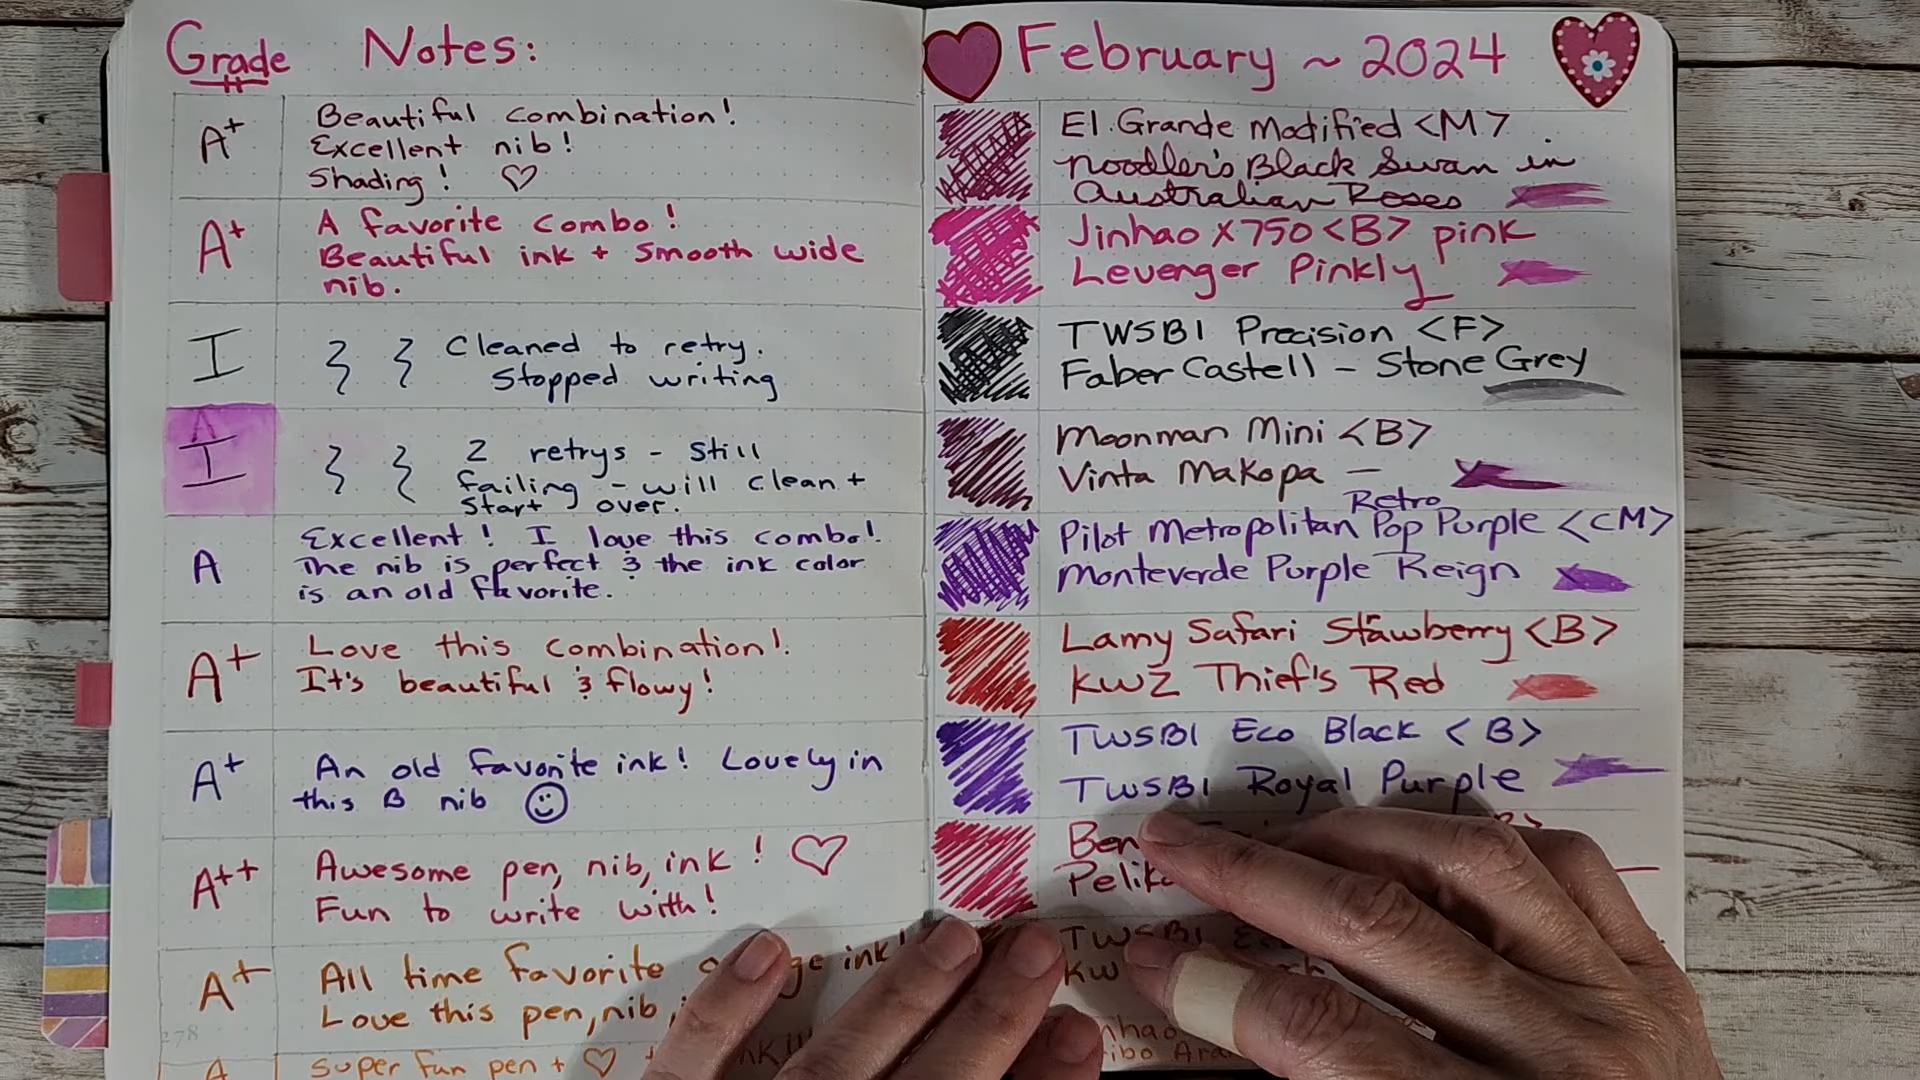 Grade Notes:
A+
Beautiful combination!
Excellent nib!
Shading! ♡
A+
A favorite combo!
Beautiful ink + smooth wide
nib.
I
Cleaned to retry.
Stopped writing
A
I
2 retrys - still
failing - will clean +
start over.
A
Excellent! I love this combo!
The nib is perfect & the ink color
is an old favorite.
A+
Love this combination!
It's beautiful & flowy!
A+
An old favorite ink! Lovely in
this B nib ☺
A++
Awesome pen, nib, ink! ♡
Fun to write with!
A+
All time favorite ink!
Love this pen, nib,
278
A
Super fun pen + ♡ +
February ~ 2024
El Grande Modified <M>
Noodler's Black Swan in
Australian Roses
Jinhao X750 <B> pink
Levenger Pinkly
TWSBI Precision <F>
Faber Castell - Stone Grey
Moonman Mini <B>
Vinta Makopa -
Retro
Pilot Metropolitan Pop Purple <CM>
Monteverde Purple Reign
Lamy Safari Stawberry <B>
KWZ Thief's Red
TWSBI Eco Black <B>
TWSBI Royal Purple
TWSBI
KW